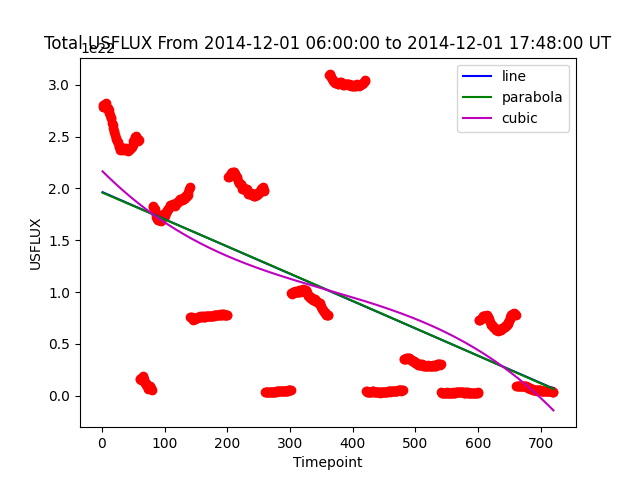 Total USFLUX From 2014-12-01 06:00:00 to 2014-12-01 17:48:00 UT
1e22
line
parabola
cubic
3.0
2.5
2.0
1.5
1.0
0.5
0.0
USFLUX
0 100 200 300 400 500 600 700
Timepoint